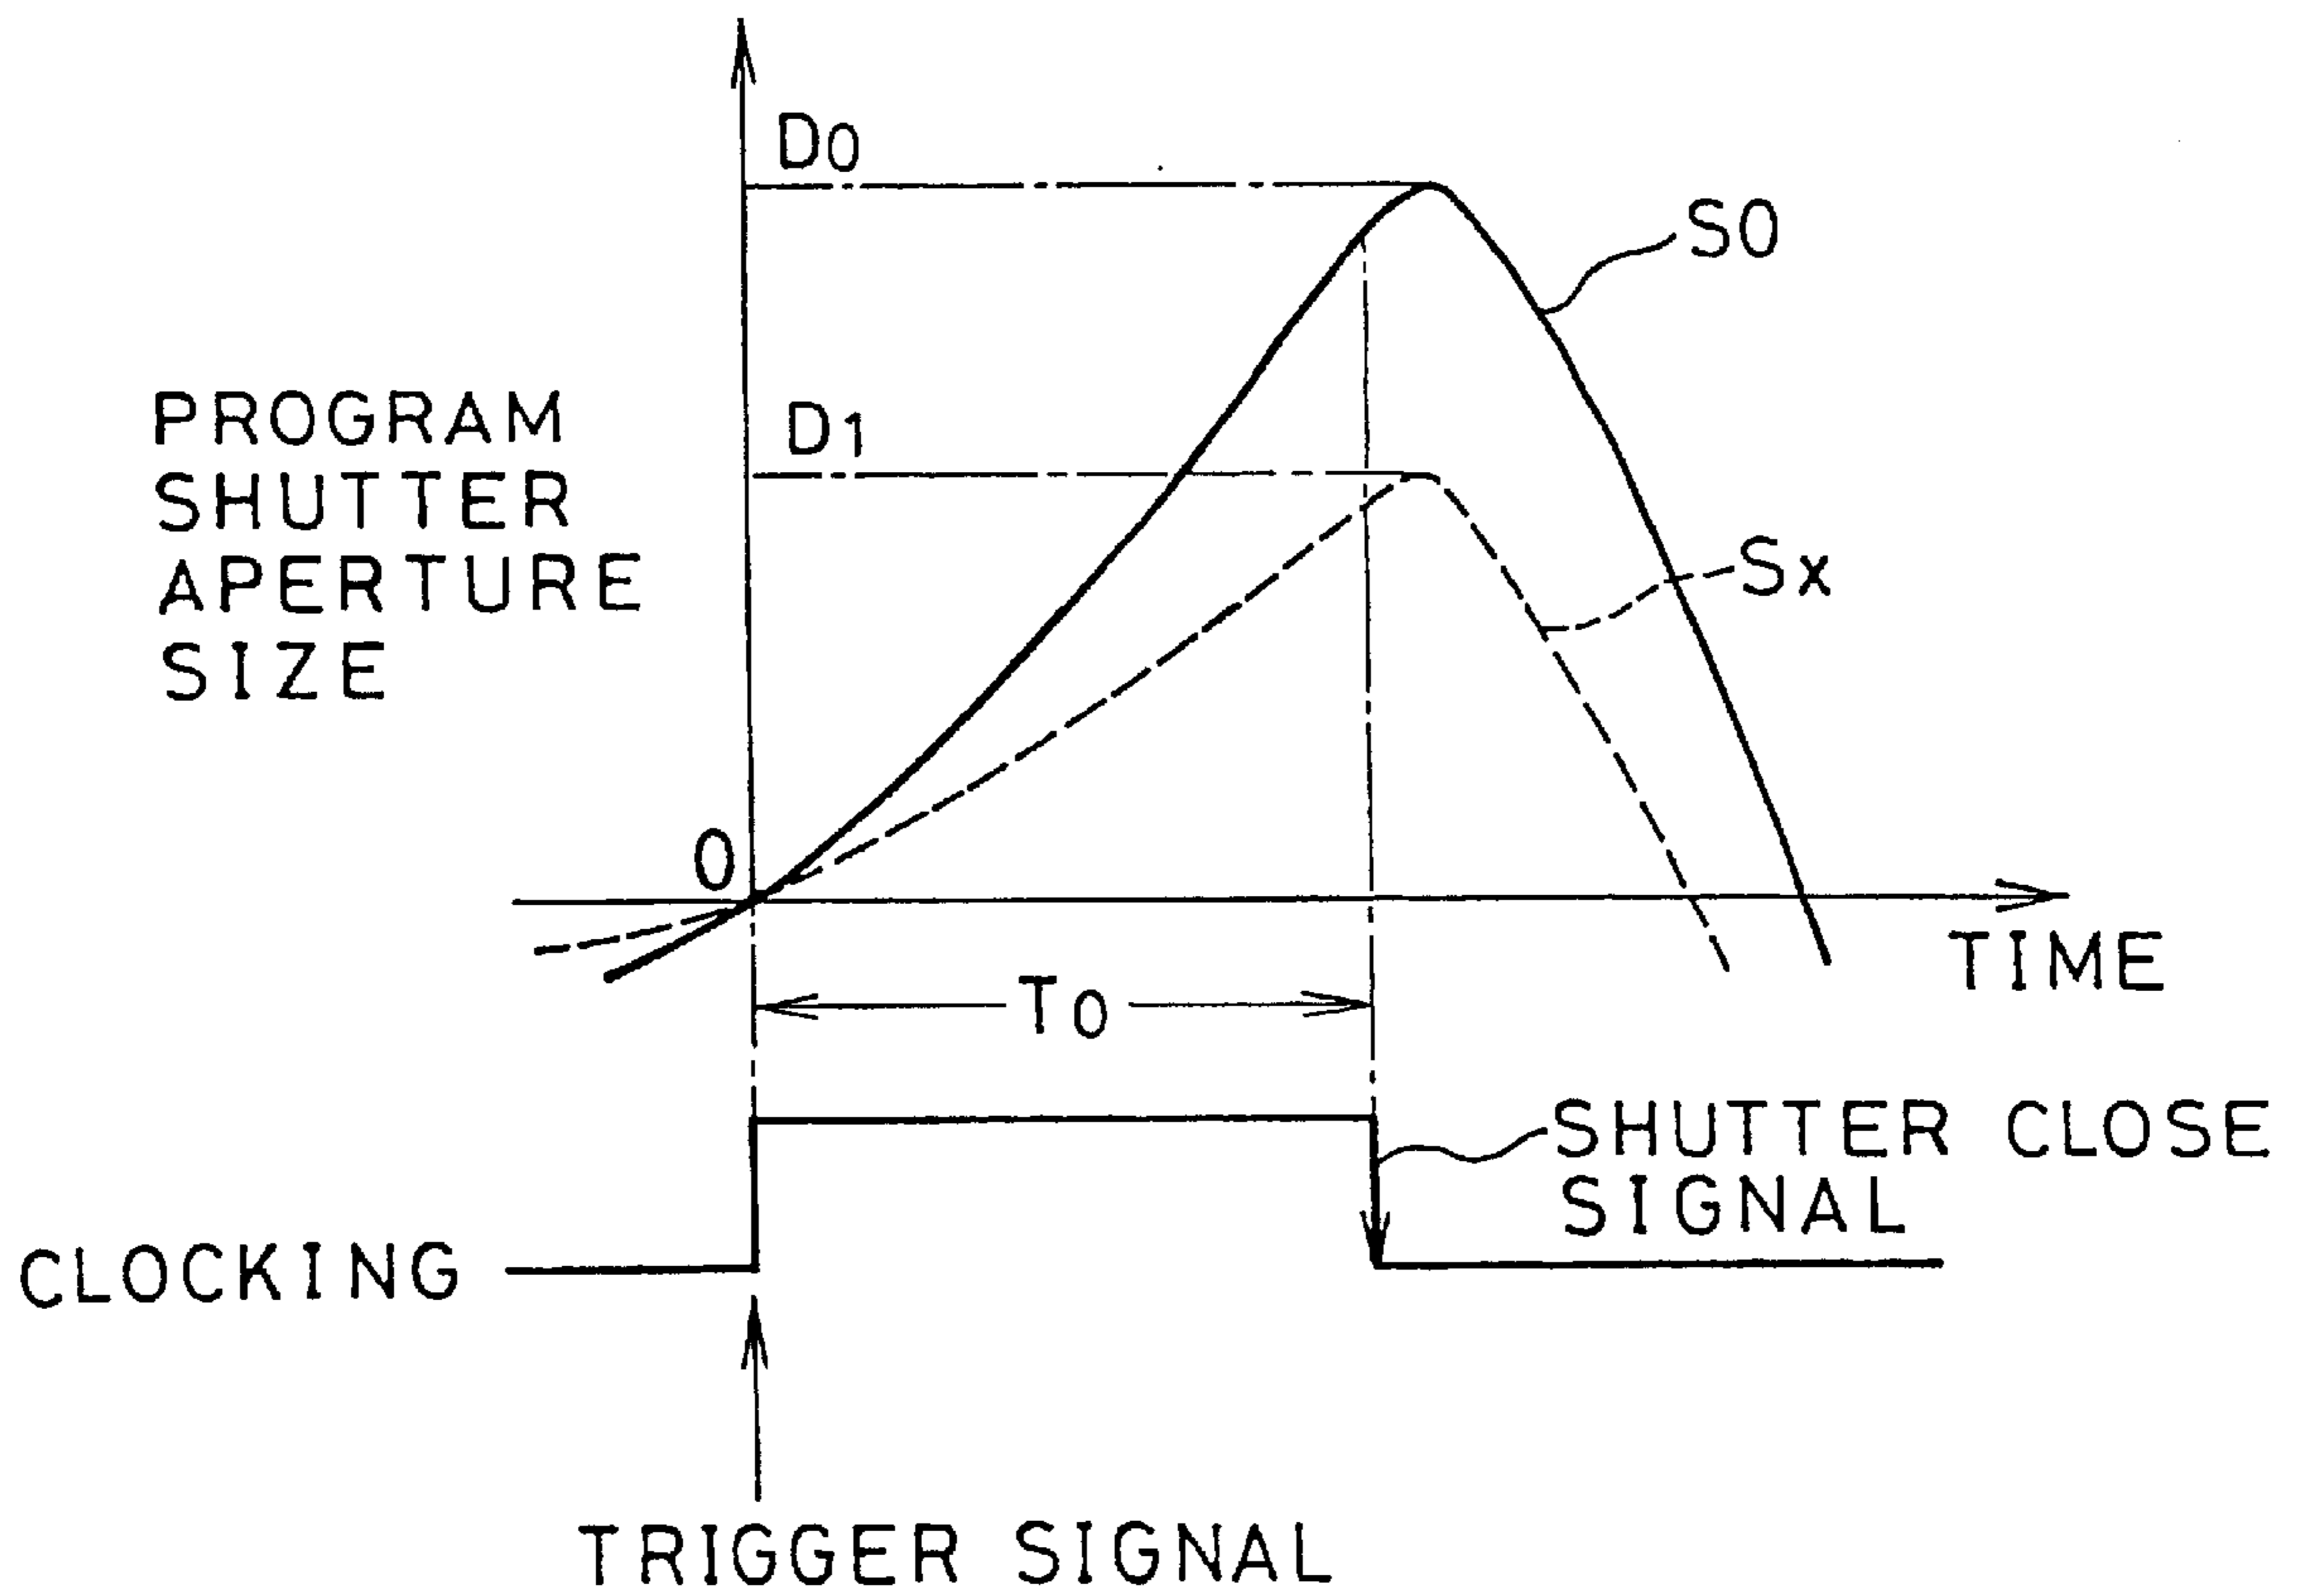 D0
S0
PROGRAM
SHUTTER
APERTURE
SIZE
D1
Sx
0
TIME
T0
SHUTTER CLOSE
SIGNAL
CLOCKING
TRIGGER SIGNAL